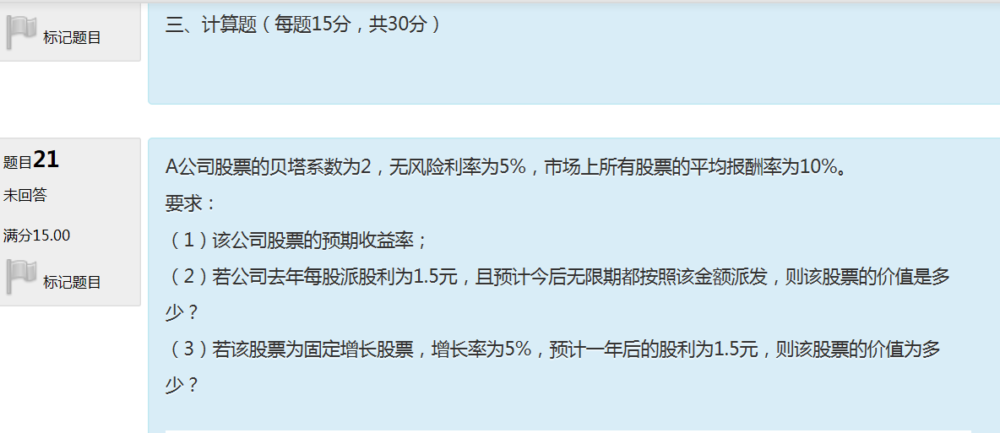 标记题目
三、计算题（每题15分，共30分）
题目21
未回答
满分15.00
标记题目
A公司股票的贝塔系数为2，无风险利率为5%，市场上所有股票的平均报酬率为10%。
要求：
（1）该公司股票的预期收益率；
（2）若公司去年每股派股利为1.5元，且预计今后无限期都按照该金额派发，则该股票的价值是多
少？
（3）若该股票为固定增长股票，增长率为5%，预计一年后的股利为1.5元，则该股票的价值为多
少？